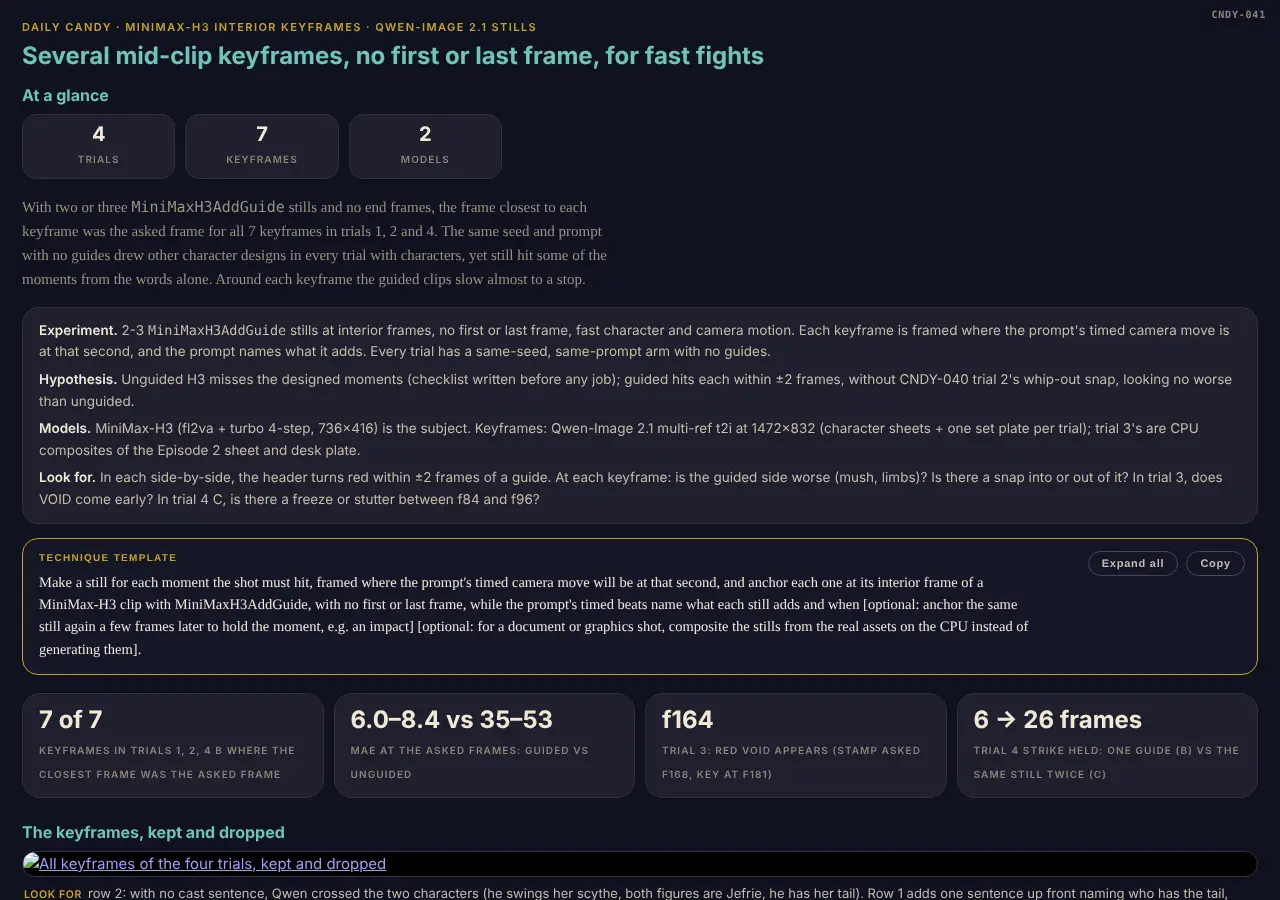 DAILY CANDY · MINIMAX-H3 INTERIOR KEYFRAMES · QWEN-IMAGE 2.1 STILLS
CNDY-041
Several mid-clip keyframes, no first or last frame, for fast fights
At a glance
4
TRIALS
7
KEYFRAMES
2
MODELS
With two or three MiniMaxH3AddGuide stills and no end frames, the frame closest to each
keyframe was the asked frame for all 7 keyframes in trials 1, 2 and 4. The same seed and prompt
with no guides drew other character designs in every trial with characters, yet still hit some of the
moments from the words alone. Around each keyframe the guided clips slow almost to a stop.
Experiment. 2-3 MiniMaxH3AddGuide stills at interior frames, no first or last frame, fast character and camera motion. Each keyframe is framed where the prompt's timed camera move is
at that second, and the prompt names what it adds. Every trial has a same-seed, same-prompt arm with no guides.
Hypothesis. Unguided H3 misses the designed moments (checklist written before any job); guided hits each within ±2 frames, without CNDY-040 trial 2's whip-out snap, looking no worse
than unguided.
Models. MiniMax-H3 (fl2va + turbo 4-step, 736×416) is the subject. Keyframes: Qwen-Image 2.1 multi-ref t2i at 1472×832 (character sheets + one set plate per trial); trial 3's are CPU
composites of the Episode 2 sheet and desk plate.
Look for. In each side-by-side, the header turns red within ±2 frames of a guide. At each keyframe: is the guided side worse (mush, limbs)? Is there a snap into or out of it? In trial 3, does
VOID come early? In trial 4 C, is there a freeze or stutter between f84 and f96?
TECHNIQUE TEMPLATE
Expand all
Copy
Make a still for each moment the shot must hit, framed where the prompt's timed camera move will be at that second, and anchor each one at its interior frame of a
MiniMax-H3 clip with MiniMaxH3AddGuide, with no first or last frame, while the prompt's timed beats name what each still adds and when [optional: anchor the same
still again a few frames later to hold the moment, e.g. an impact] [optional: for a document or graphics shot, composite the stills from the real assets on the CPU instead of
generating them].
7 of 7
KEYFRAMES IN TRIALS 1, 2, 4 B WHERE THE
CLOSEST FRAME WAS THE ASKED FRAME
6.0–8.4 vs 35–53
MAE AT THE ASKED FRAMES: GUIDED VS
UNGUIDED
f164
TRIAL 3: RED VOID APPEARS (STAMP ASKED
F168, KEY AT F181)
6 → 26 frames
TRIAL 4 STRIKE HELD: ONE GUIDE (B) VS THE
SAME STILL TWICE (C)
The keyframes, kept and dropped
All keyframes of the four trials, kept and dropped
LOOK FOR row 2: with no cast sentence, Qwen crossed the two characters (he swings her scythe, both figures are Jefrie, he has her tail). Row 1 adds one sentence up front naming who has the tail,